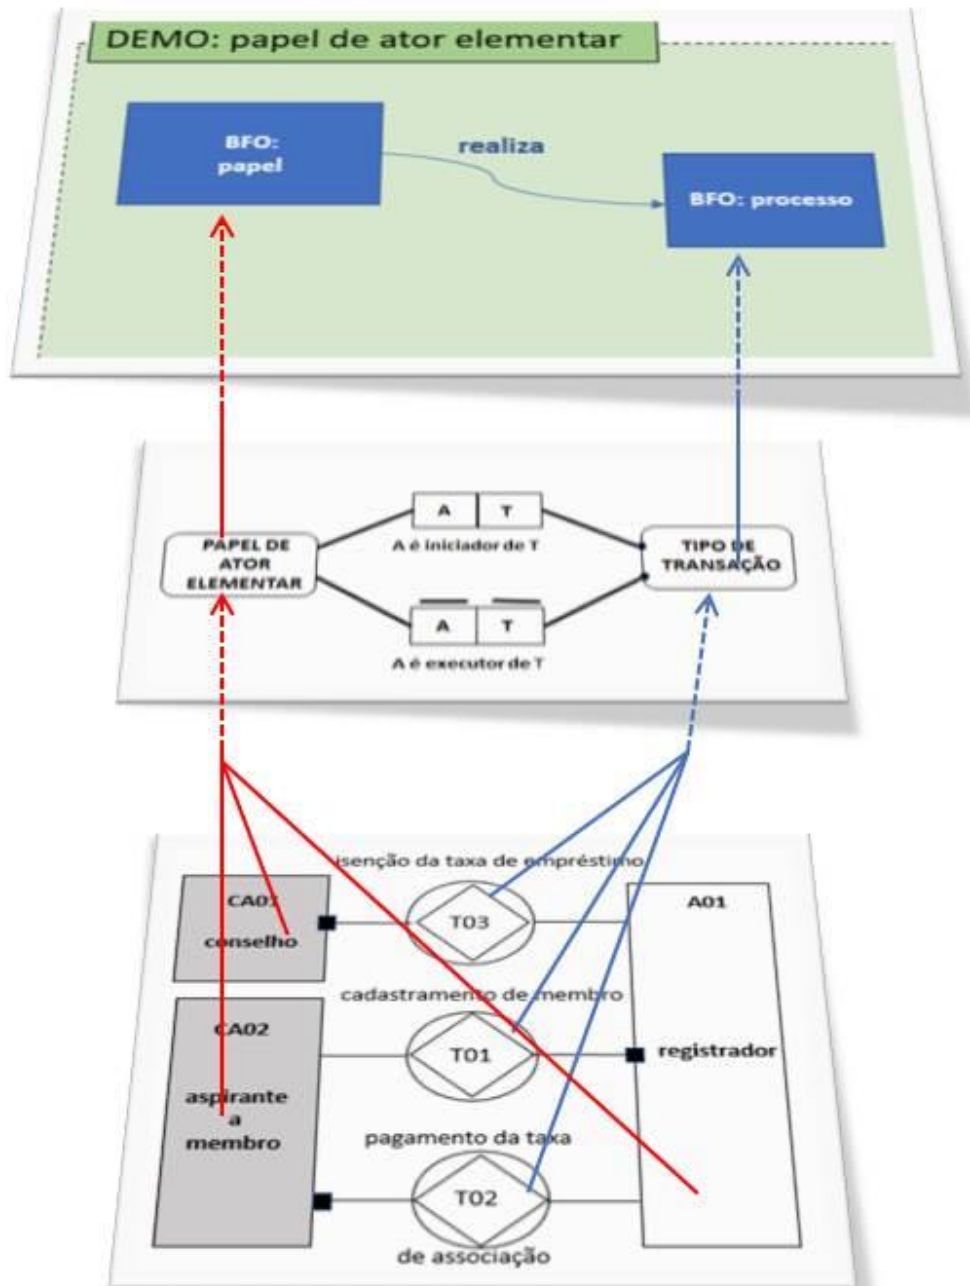 DEMO: papel de ator elementar
BFO:
papel
realiza
BFO: processo
A T
A é iniciador de T
PAPEL DE
ATOR
ELEMENTAR
TIPO DE
TRANSAÇÃO
A T
A é executor de T
isenção da taxa de empréstimo
CA01
conselho
T03
A01
cadastramento de membro
CA02
T01
registrador
aspirante
a
membro
pagamento da taxa
T02
de associação